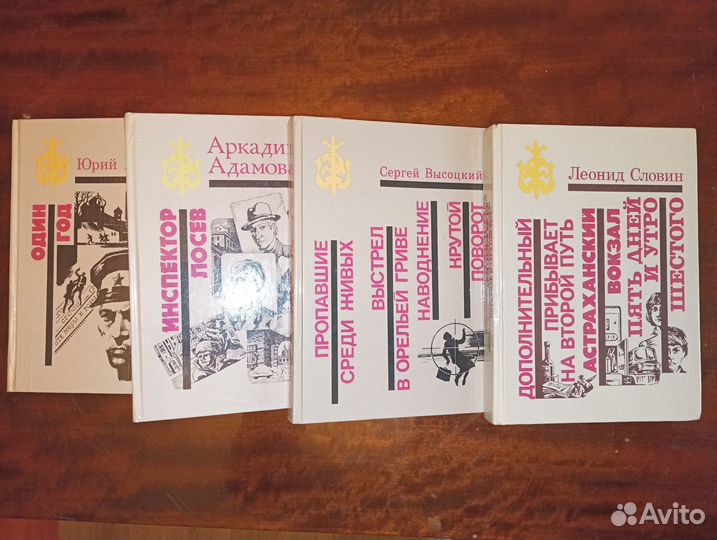 Юрий
ОДИН
ГОД
Аркадий
Адамов
ИНСПЕКТОР
ЛОСЕВ
Сергей Высоцкий
ПРОПАВШИЕ
СРЕДИ ЖИВЫХ
ВЫСТРЕЛ
В ОРЕЛЬЕЙ ГРИВЕ
НАВОДНЕНИЕ
КРУТОЙ
ПОВОРОТ
Леонид Словин
ДОПОЛНИТЕЛЬНЫЙ
ПРИБЫВАЕТ
НА ВТОРОЙ ПУТЬ
АСТРАХАНСКИЙ
ВОКЗАЛ
ПЯТЬ ДНЕЙ
И УТРО
ШЕСТОГО
Avito